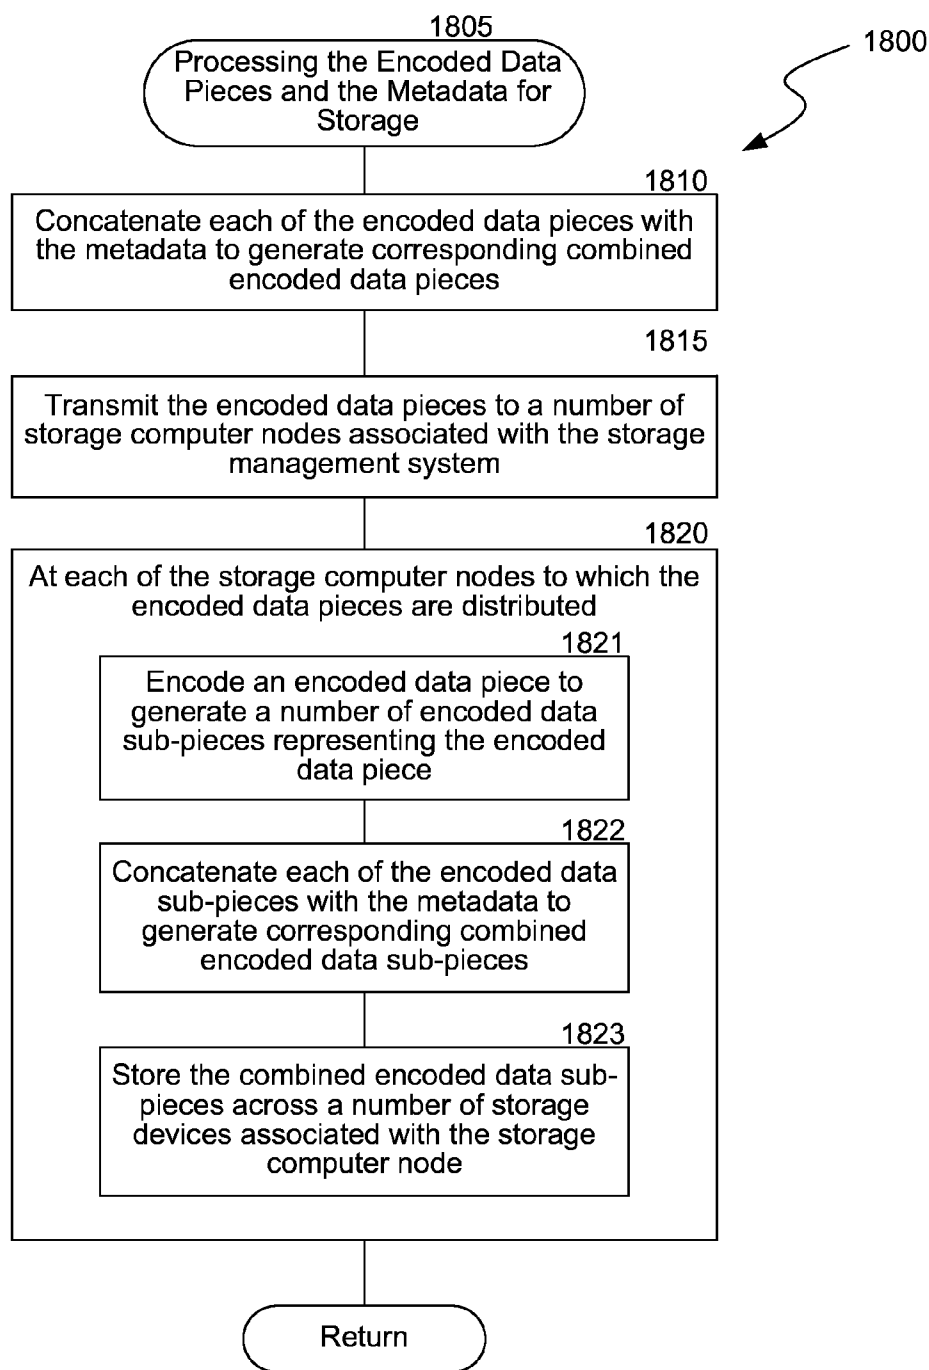 1805
1800
Processing the Encoded Data
Pieces and the Metadata for
Storage
1810
Concatenate each of the encoded data pieces with
the metadata to generate corresponding combined
encoded data pieces
1815
Transmit the encoded data pieces to a number of
storage computer nodes associated with the storage
management system
1820
At each of the storage computer nodes to which the
encoded data pieces are distributed
1821
Encode an encoded data piece to
generate a number of encoded data
sub-pieces representing the encoded
data piece
1822
Concatenate each of the encoded data
sub-pieces with the metadata to
generate corresponding combined
encoded data sub-pieces
1823
Store the combined encoded data sub-
pieces across a number of storage
devices associated with the storage
computer node
Return